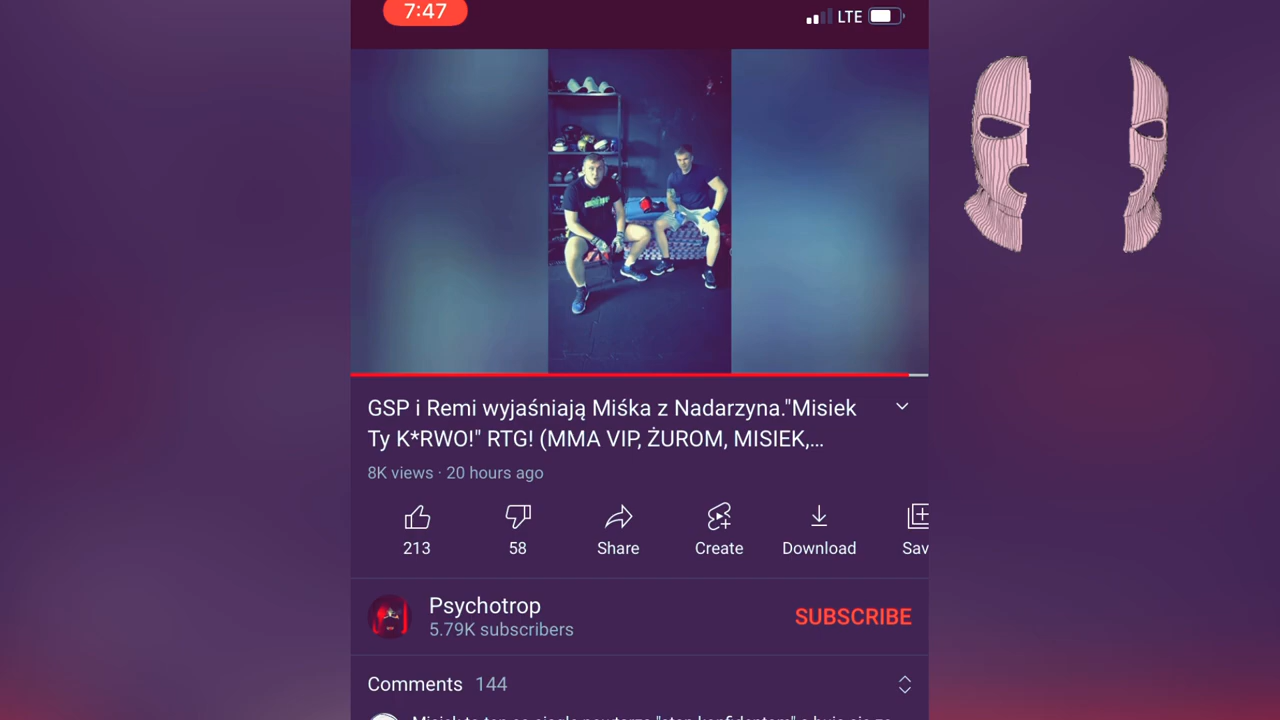 7:47
LTE
GSP i Remi wyjaśniają Miśka z Nadarzyna."Misiek
Ty K*RWO!" RTG! (MMA VIP, ŻUROM, MISIEK,...
8K views · 20 hours ago
213
58
Share
Create
Download
Sav
Psychotrop
5.79K subscribers
SUBSCRIBE
Comments 144